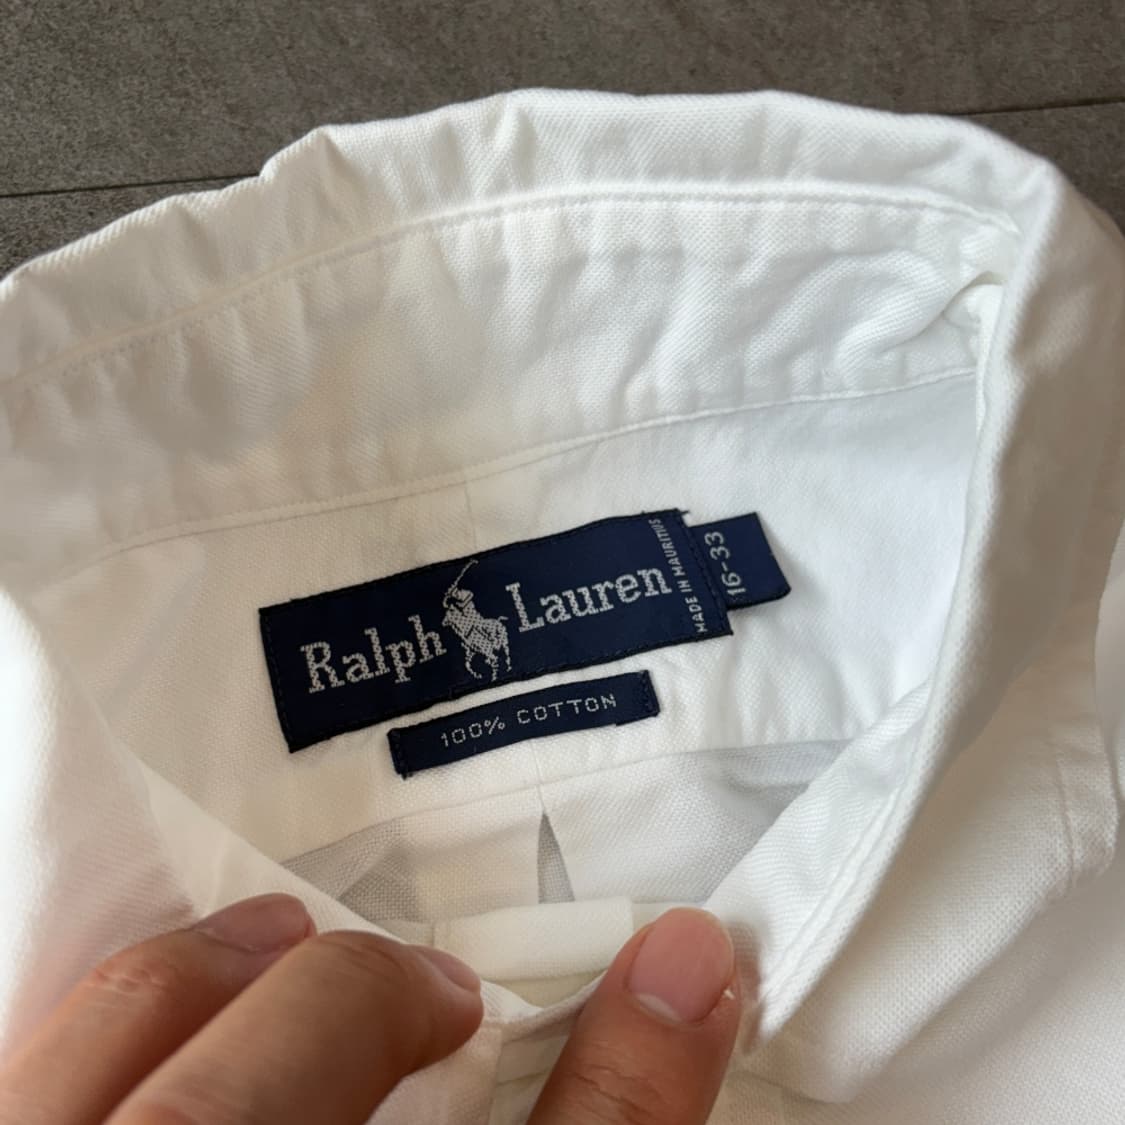 Ralph Lauren
MADE IN MAURITIUS
16-33
100% COTTON